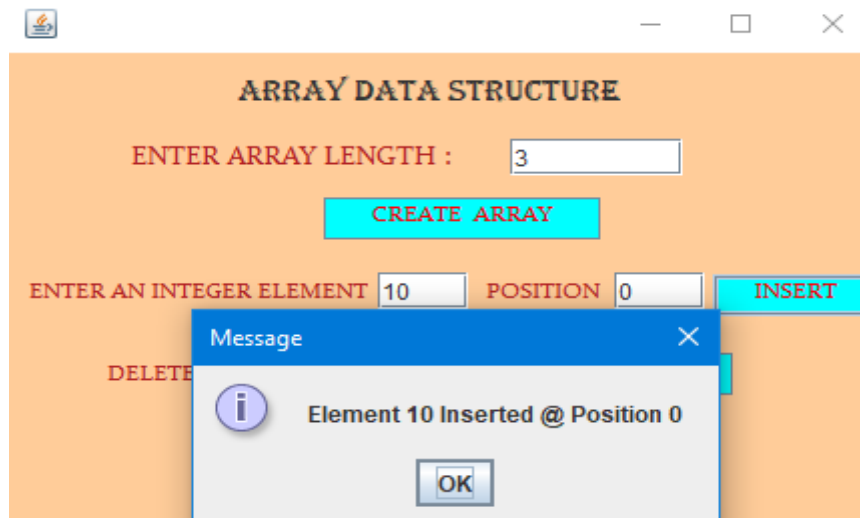 ARRAY DATA STRUCTURE
ENTER ARRAY LENGTH : 3
CREATE ARRAY
ENTER AN INTEGER ELEMENT 10 POSITION 0 INSERT
Message
DELETE
Element 10 Inserted @ Position 0
OK